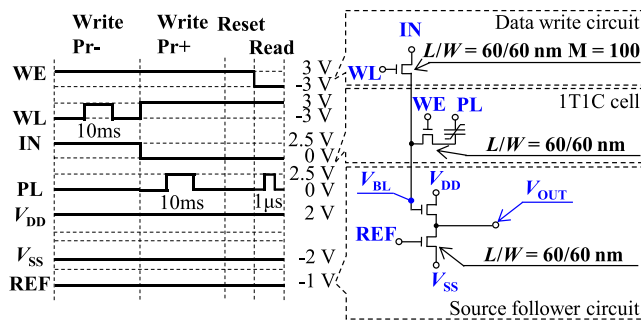 Write Write Reset
Pr- Pr+ Read
WE 3 V
-3 V
WL 3 V
-3 V
10ms
IN 2.5 V
0 V
PL 2.5 V
0 V
10ms 1μs
VDD 2 V
VSS -2 V
REF -1 V
Data write circuit
IN
L/W = 60/60 nm M = 100
WL
1T1C cell
WE PL
L/W = 60/60 nm
VBL VDD VOUT
REF
L/W = 60/60 nm
VSS
Source follower circuit